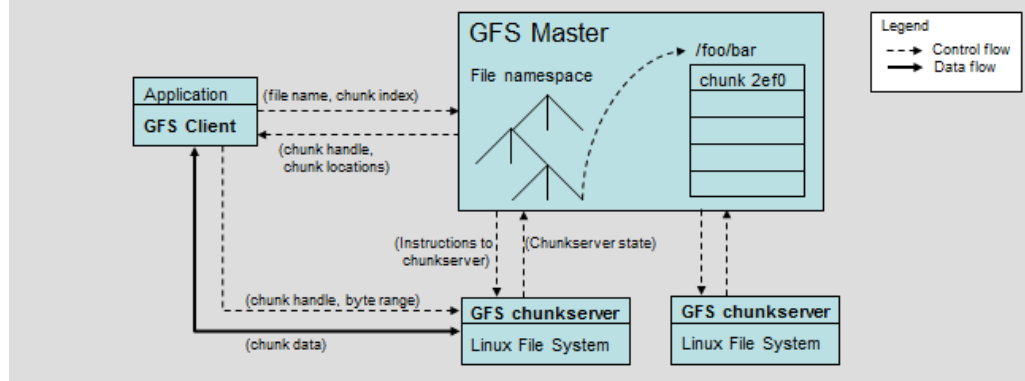 GFS Master
Legend
Control flow
Data flow
/foo/bar
File namespace
chunk 2ef0
Application
GFS Client
(file name, chunk index)
(chunk handle,
chunk locations)
(Instructions to
chunkserver)
(Chunkserver state)
(chunk handle, byte range)
(chunk data)
GFS chunkserver
Linux File System
GFS chunkserver
Linux File System